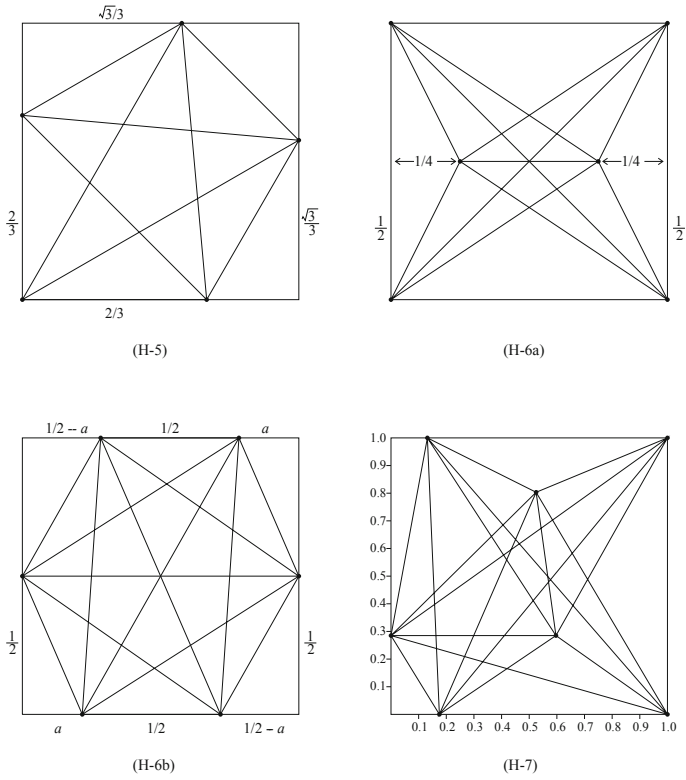 √3/3
2/3
√3/3
2/3
(H-5)
1/4
1/4
1/2
1/2
(H-6a)
1/2 -- a
1/2
a
1/2
1/2
a
1/2
1/2 – a
(H-6b)
1.0
0.9
0.8
0.7
0.6
0.5
0.4
0.3
0.2
0.1
0.1 0.2 0.3 0.4 0.5 0.6 0.7 0.8 0.9 1.0
(H-7)